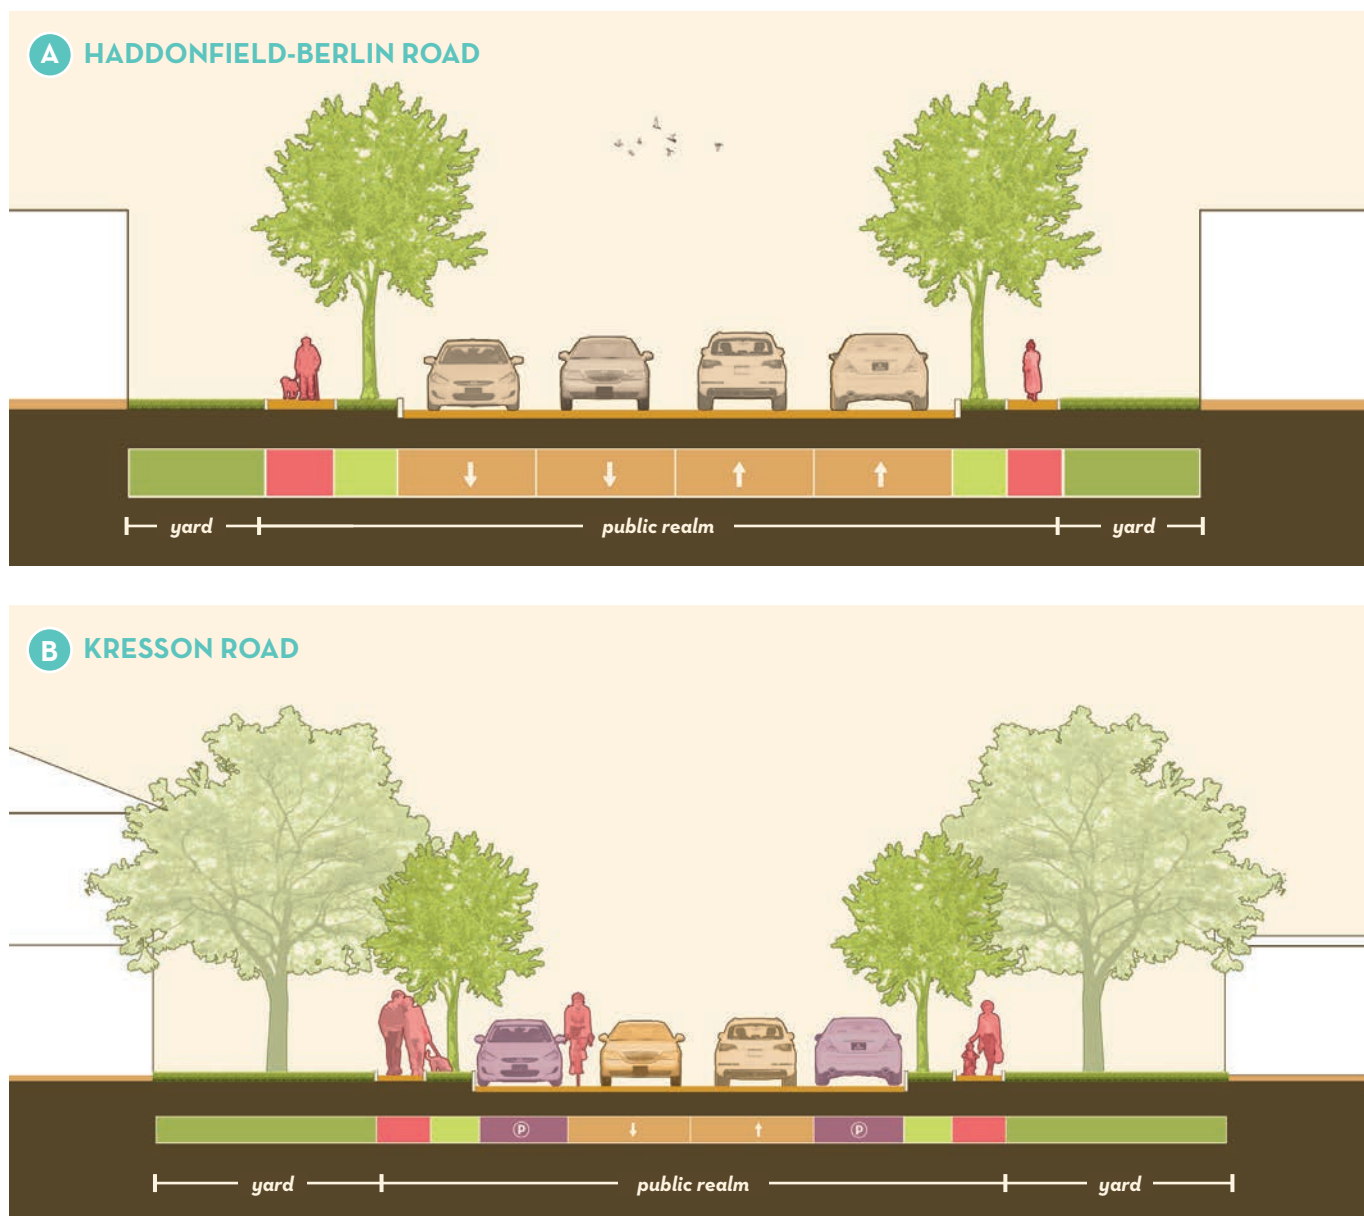 A HADDONFIELD-BERLIN ROAD
yard public realm yard
B KRESSON ROAD
P P
yard public realm yard